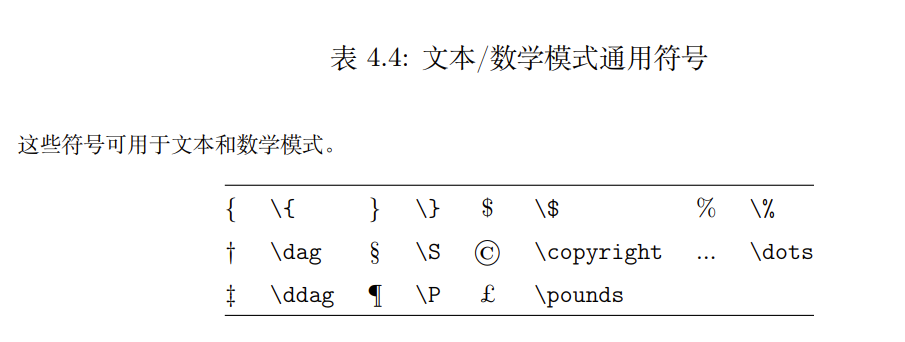 表 4.4: 文本/数学模式通用符号
这些符号可用于文本和数学模式。
{ \{ } \} $ \$ % \%
† \dag § \S © \copyright … \dots
‡ \ddag ¶ \P £ \pounds